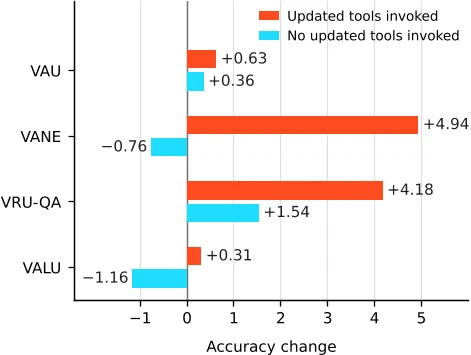 Updated tools invoked
No updated tools invoked
VAU
+0.63
+0.36
VANE
+4.94
−0.76
VRU-QA
+4.18
+1.54
VALU
+0.31
−1.16
−1 0 1 2 3 4 5
Accuracy change